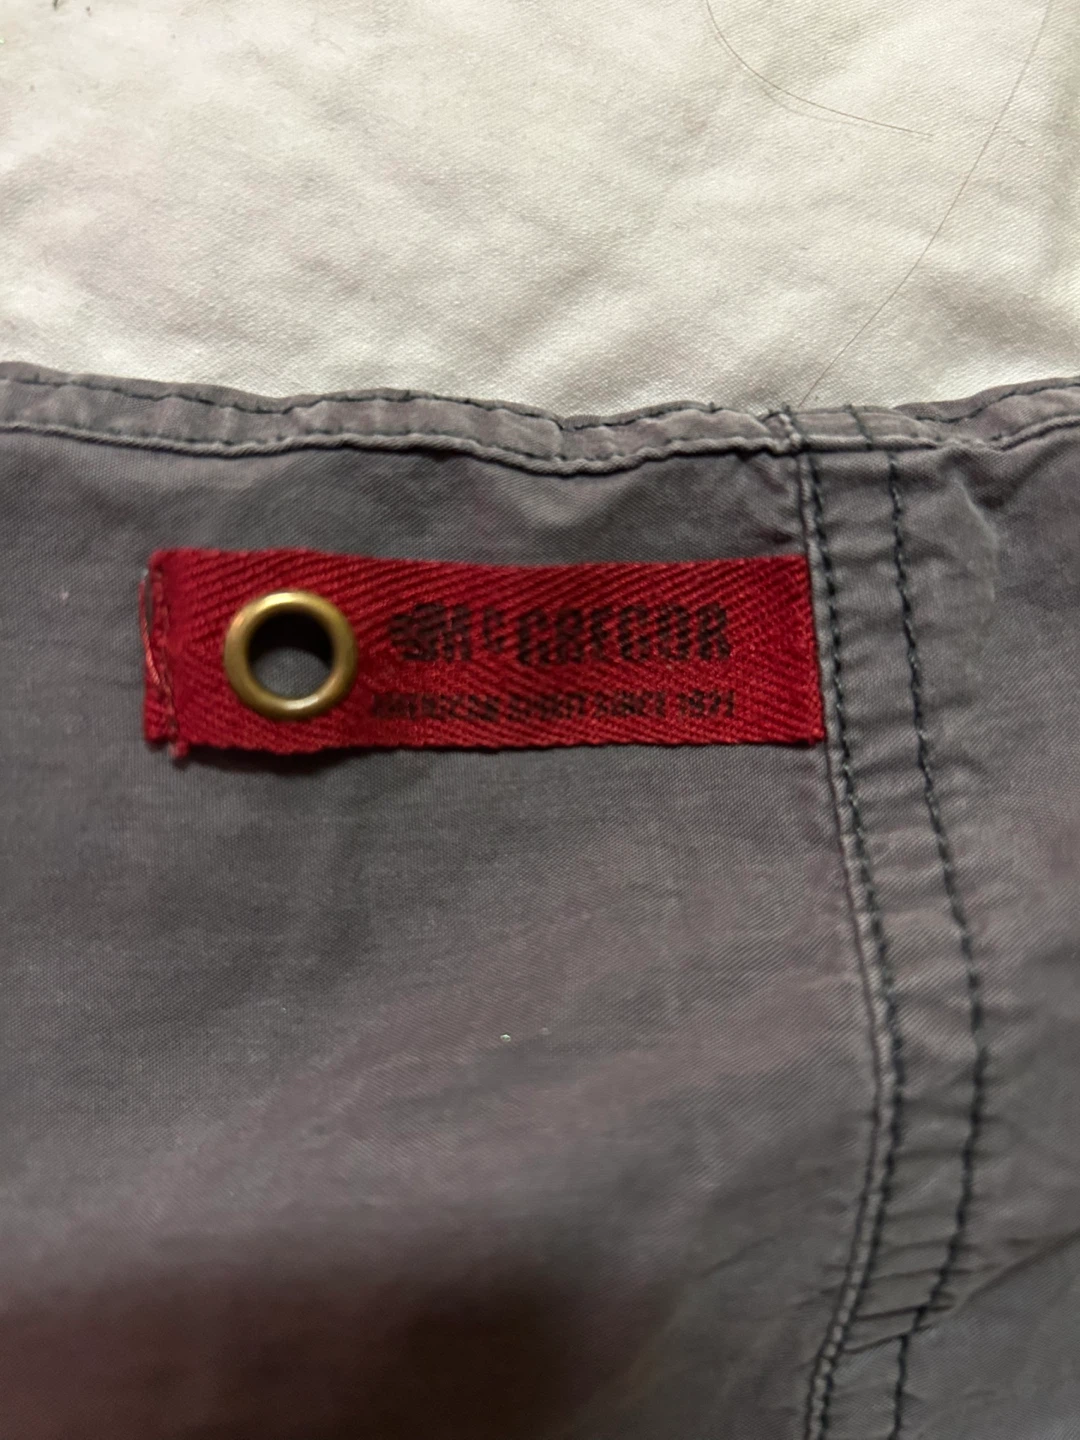 McGREGOR
AMERICAN SPIRIT SINCE 1921